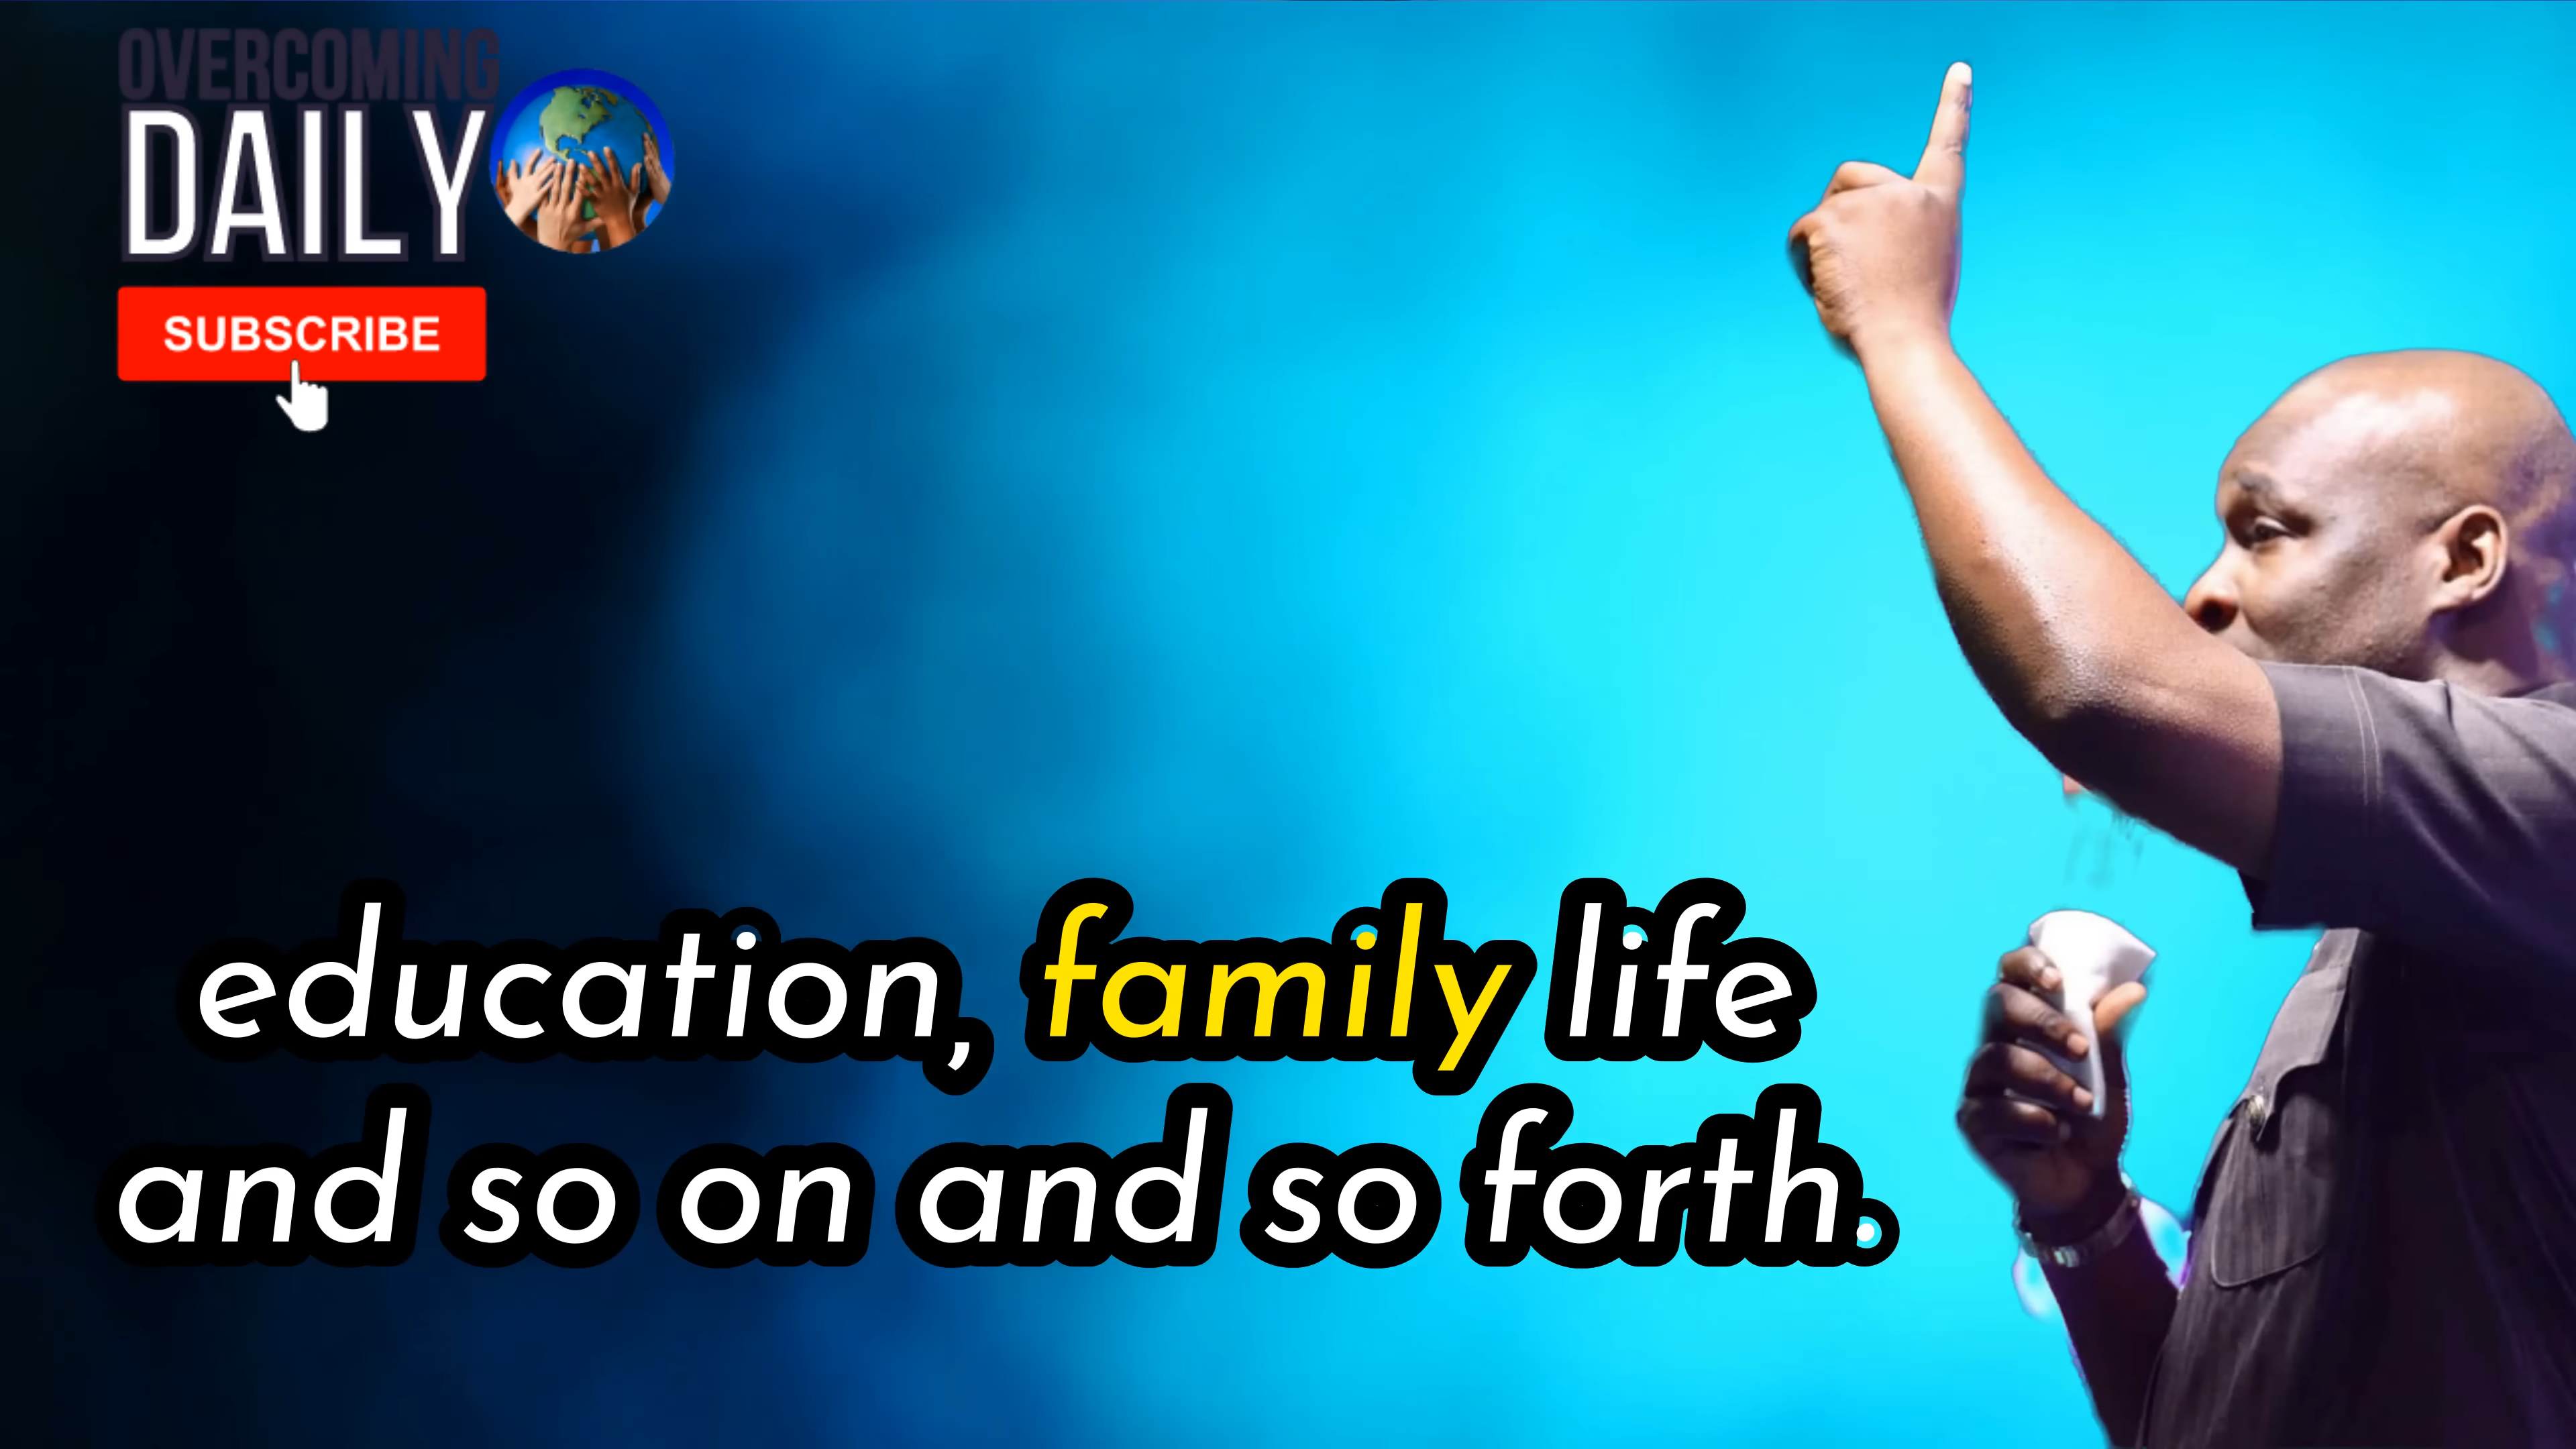 OVERCOMING
DAILY
SUBSCRIBE
education, family life
and so on and so forth.